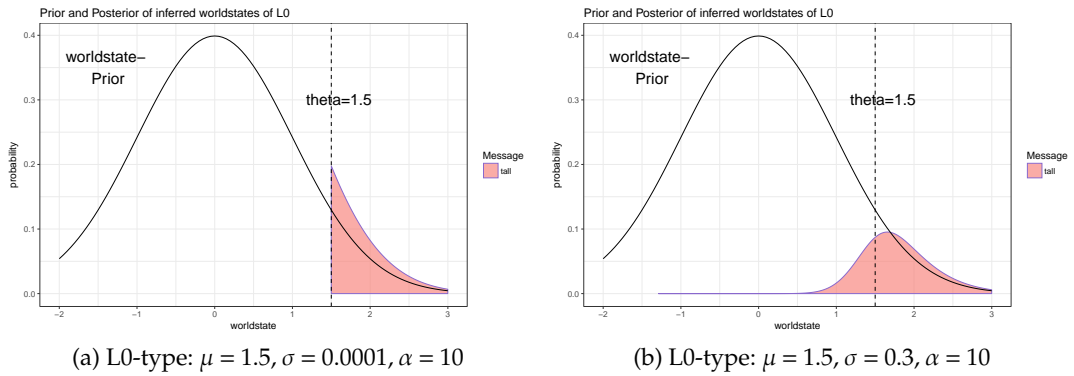 Prior and Posterior of inferred worldstates of L0
0.4
0.3
0.2
0.1
0.0
probability
worldstate−
Prior
theta=1.5
−2
−1
0
1
2
3
worldstate
Message
tall
(a) L0-type: μ = 1.5, σ = 0.0001, α = 10
Prior and Posterior of inferred worldstates of L0
0.4
0.3
0.2
0.1
0.0
probability
worldstate−
Prior
theta=1.5
−2
−1
0
1
2
3
worldstate
Message
tall
(b) L0-type: μ = 1.5, σ = 0.3, α = 10